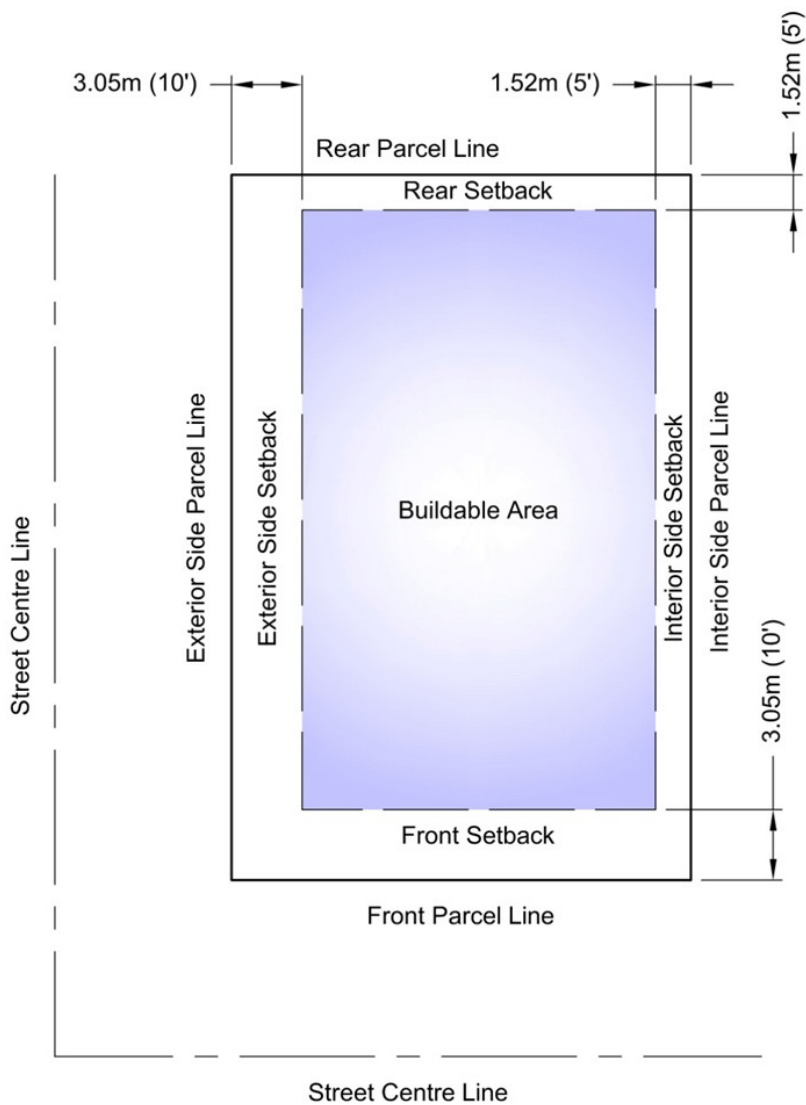 3.05m (10')
1.52m (5')
1.52m (5')
Rear Parcel Line
Rear Setback
Street Centre Line
Exterior Side Parcel Line
Exterior Side Setback
Buildable Area
Interior Side Setback
Interior Side Parcel Line
3.05m (10')
Front Setback
Front Parcel Line
Street Centre Line